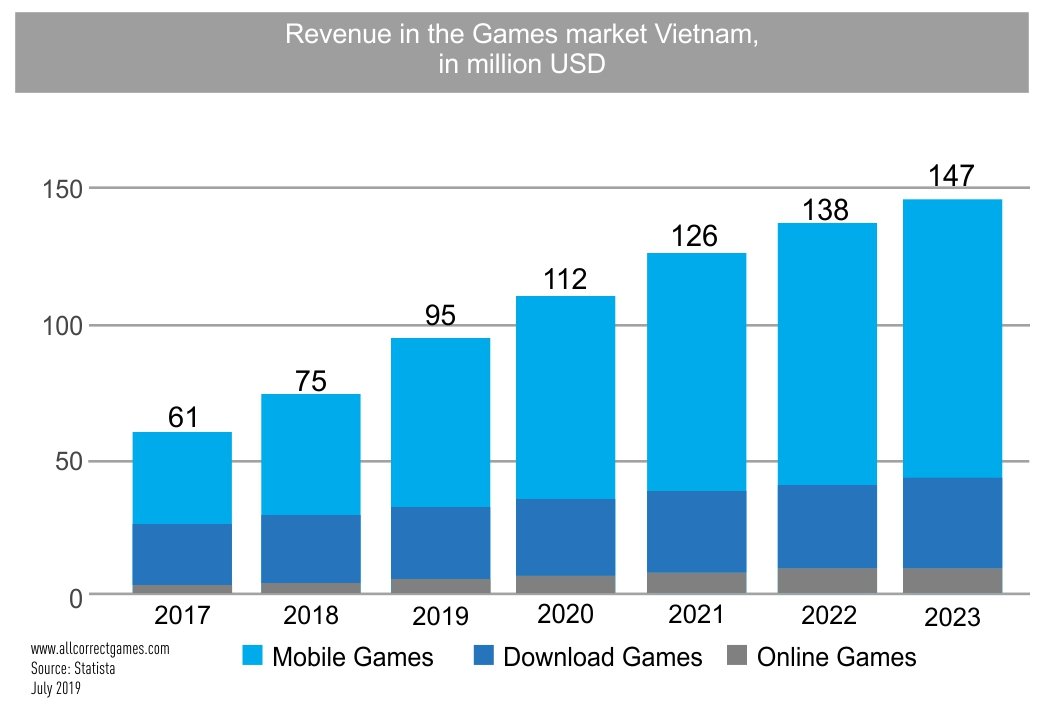 Revenue in the Games market Vietnam,
in million USD
150
100
50
0
61
75
95
112
126
138
147
2017 2018 2019 2020 2021 2022 2023
www.allcorrectgames.com
Source: Statista
July 2019
Mobile Games Download Games Online Games